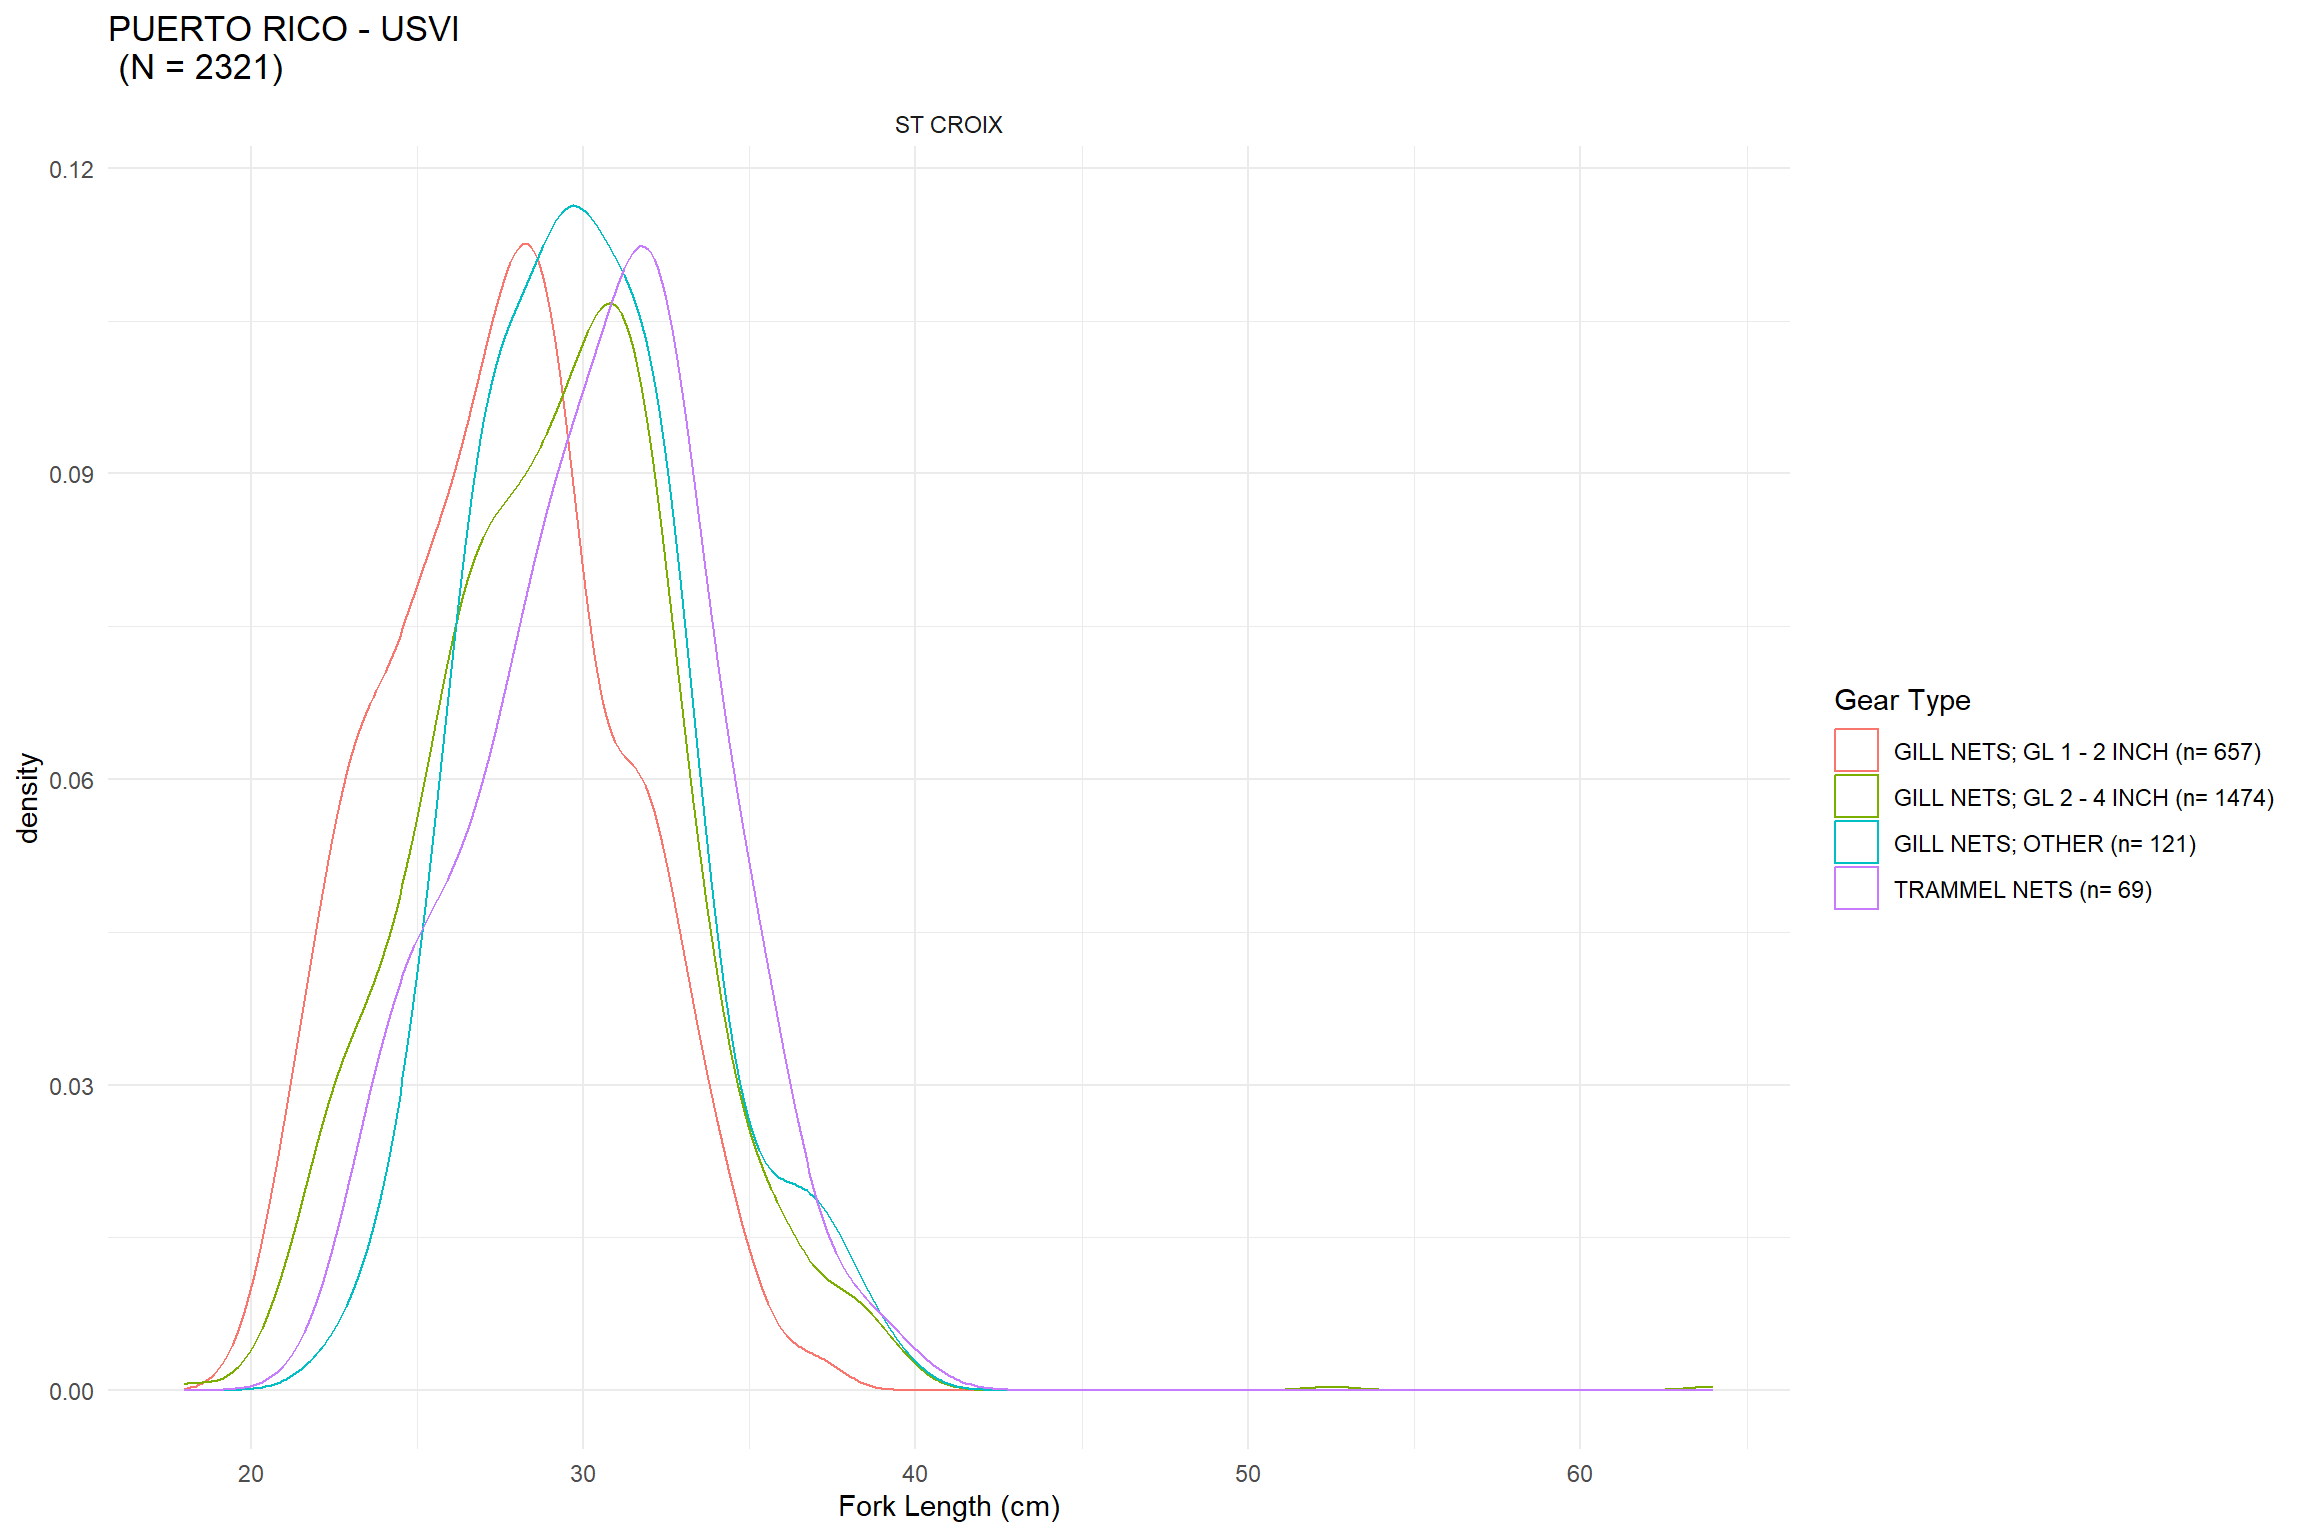 PUERTO RICO - USVI
(N = 2321)
ST CROIX
0.12
0.09
0.06
0.03
0.00
density
20 30 40 50 60
Fork Length (cm)
Gear Type
GILL NETS; GL 1 - 2 INCH (n= 657)
GILL NETS; GL 2 - 4 INCH (n= 1474)
GILL NETS; OTHER (n= 121)
TRAMMEL NETS (n= 69)